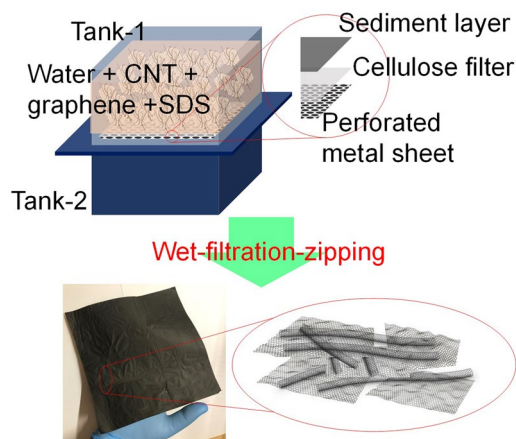 Tank-1
Water + CNT +
graphene +SDS
Sediment layer
Cellulose filter
Perforated
metal sheet
Tank-2
Wet-filtration-zipping